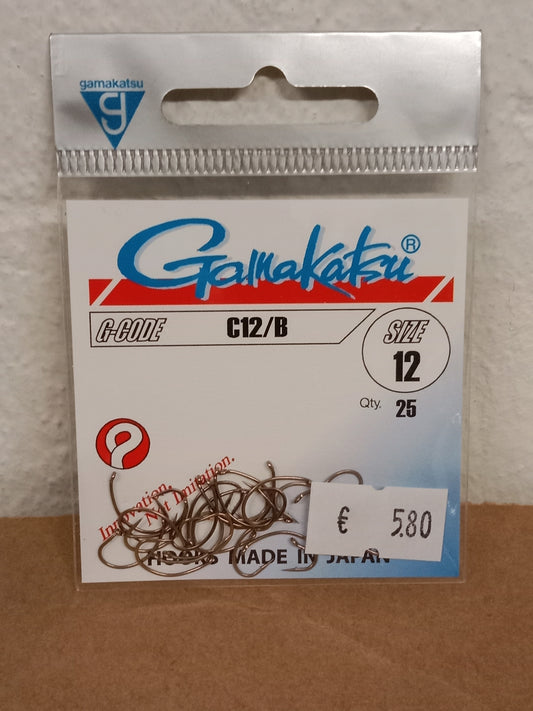 gamakatsu
Gamakatsu®
G-CODE
C12/B
SIZE
12
Qty. 25
Innovation.
Not Imitation.
€ 5.80
HOOKS MADE IN JAPAN